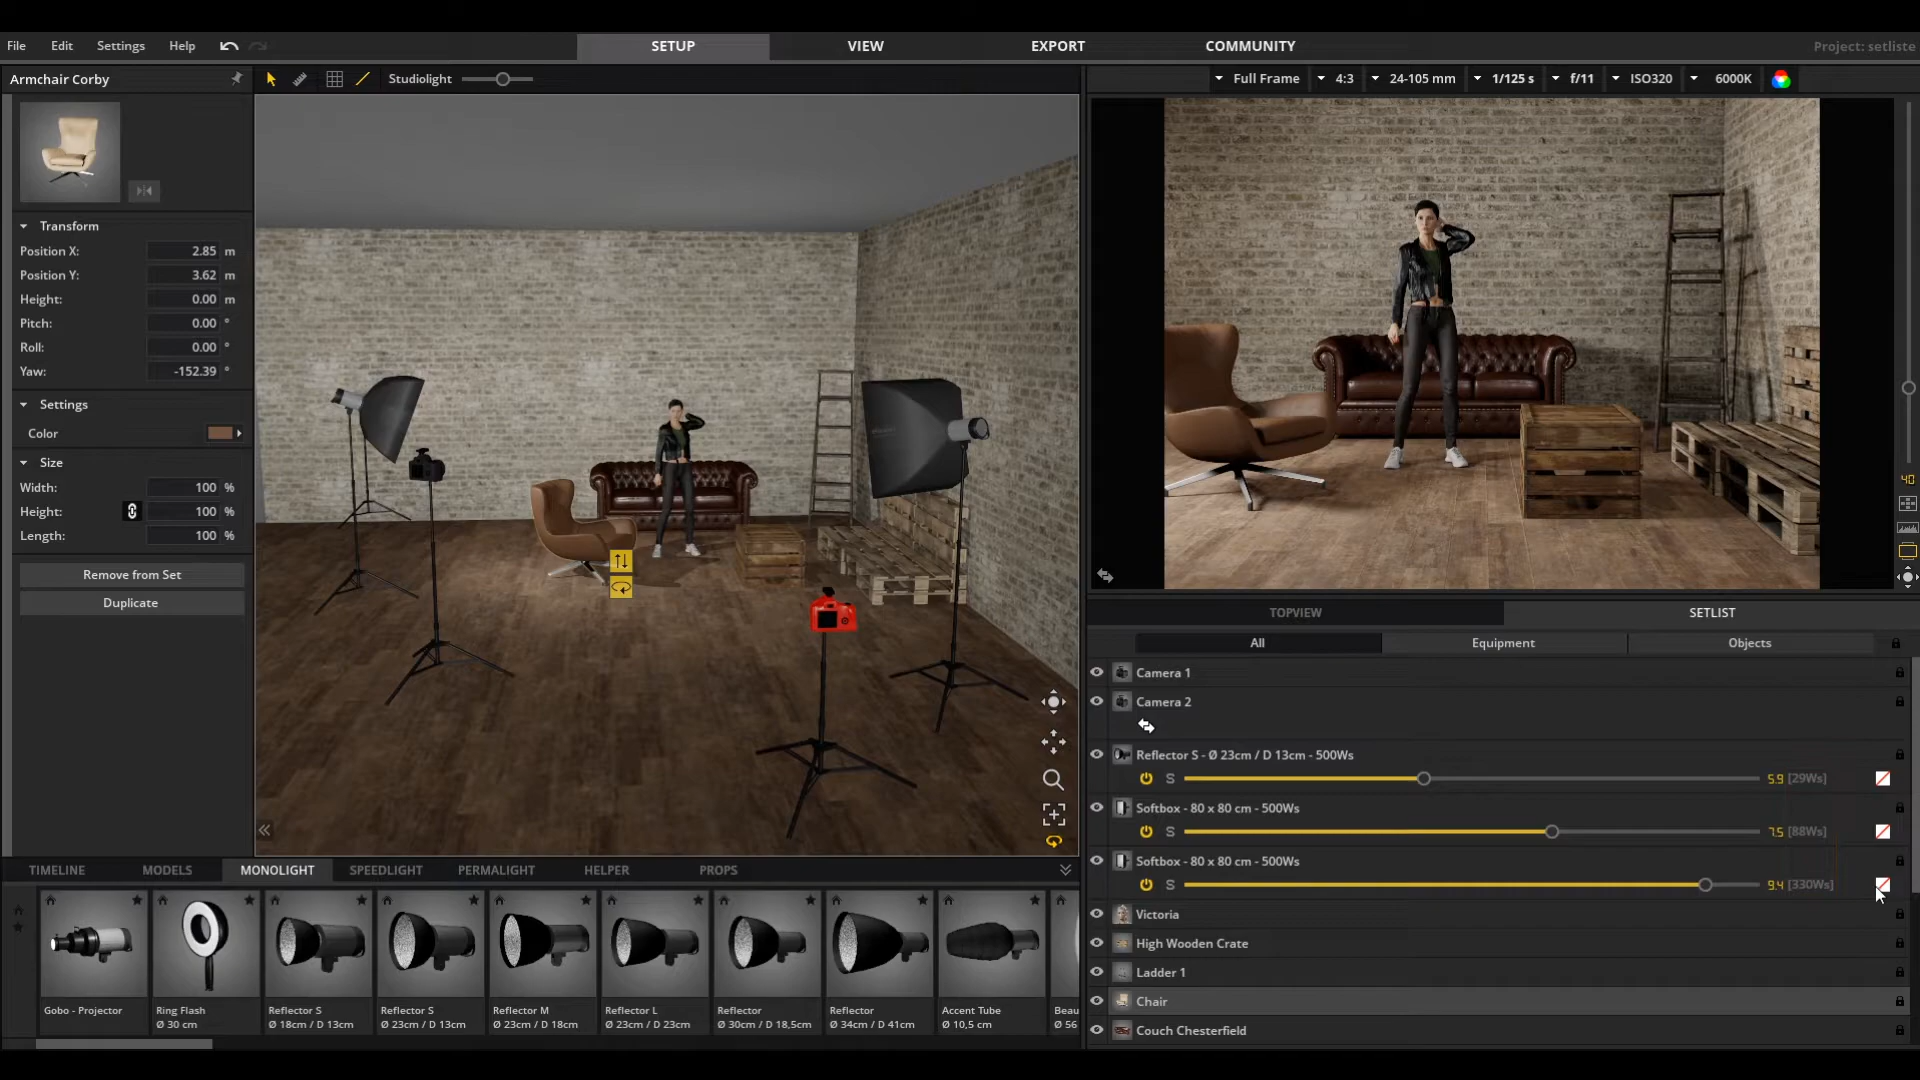 File Edit Settings Help
SETUP VIEW EXPORT COMMUNITY
Project: setliste
Armchair Corby
Studiolight
Full Frame 4:3 24-105 mm 1/125 s f/11 ISO320 6000K
Transform
Position X: 2.85 m
Position Y: 3.62 m
Height: 0.00 m
Pitch: 0.00 °
Roll: 0.00 °
Yaw: -152.39 °
Settings
Color
Size
Width: 100 %
Height: 100 %
Length: 100 %
Remove from Set
Duplicate
40
TOPVIEW SETLIST
All Equipment Objects
Camera 1
Camera 2
Reflector S - Ø 23cm / D 13cm - 500Ws
S 5.9 [29Ws]
Softbox - 80 x 80 cm - 500Ws
S 7.5 [88Ws]
Softbox - 80 x 80 cm - 500Ws
S 9.4 [330Ws]
Victoria
High Wooden Crate
Ladder 1
Chair
Couch Chesterfield
TIMELINE MODELS MONOLIGHT SPEEDLIGHT PERMALIGHT HELPER PROPS
Gobo - Projector
Ring Flash
Ø 30 cm
Reflector S
Ø 18cm / D 13cm
Reflector S
Ø 23cm / D 13cm
Reflector M
Ø 23cm / D 18cm
Reflector L
Ø 23cm / D 23cm
Reflector
Ø 30cm / D 18,5cm
Reflector
Ø 34cm / D 41cm
Accent Tube
Ø 10,5 cm
Beau
Ø 56